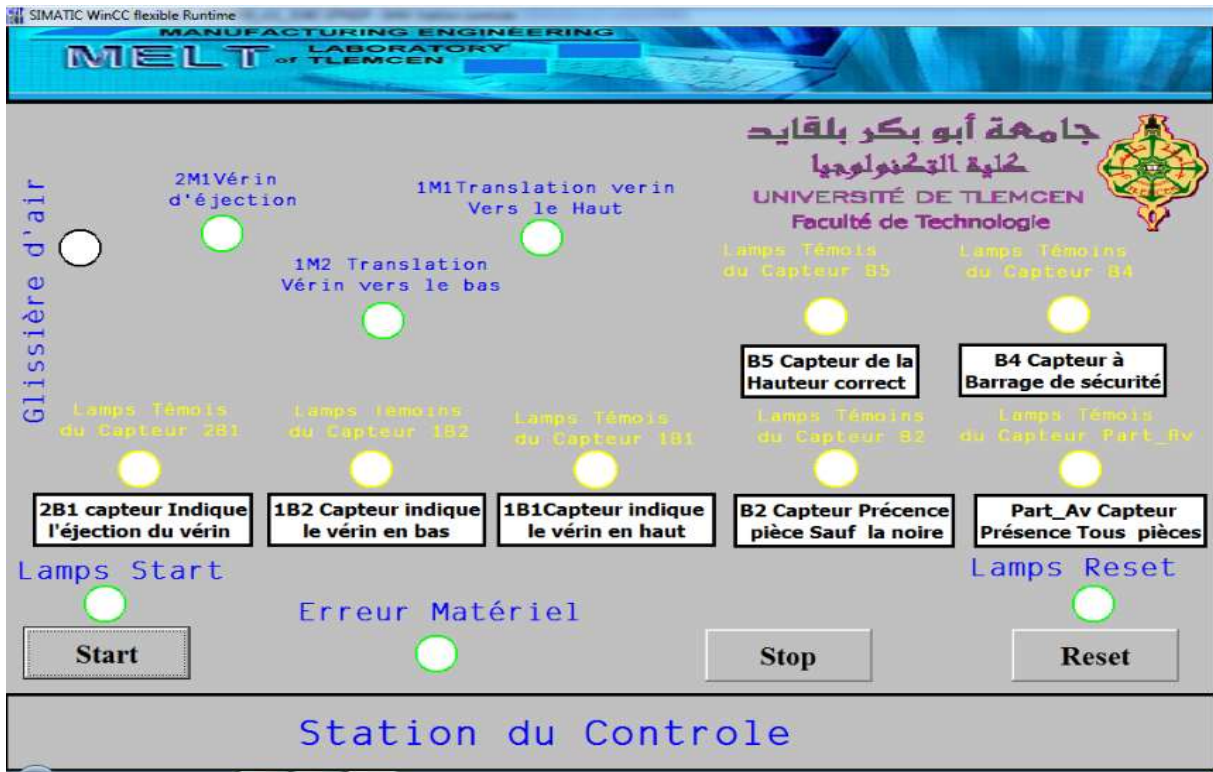 SIMATIC WinCC flexible Runtime
MANUFACTURING ENGINEERING
MELT LABORATORY
of TLEMCEN
جامعة أبو بكر بلقايد
كلية التكنولوجيا
UNIVERSITÉ DE TLEMCEN
Faculté de Technologie
Glissière d'air
2M1Vérin
d'éjection
1M1Translation verin
Vers le Haut
1M2 Translation
Vérin vers le bas
Lamps Témois
du Capteur B5
Lamps Témoins
du Capteur B4
B5 Capteur de la
Hauteur correct
B4 Capteur à
Barrage de sécurité
Lamps Témois
du Capteur 2B1
Lamps Témoins
du Capteur 1B2
Lamps Témois
du Capteur 1B1
Lamps Témoins
du Capteur B2
Lamps Témois
du Capteur Part_Av
2B1 capteur Indique
l'éjection du vérin
1B2 Capteur indique
le vérin en bas
1B1Capteur indique
le vérin en haut
B2 Capteur Précence
pièce Sauf la noire
Part_Av Capteur
Présence Tous pièces
Lamps Start
Erreur Matériel
Lamps Reset
Start
Stop
Reset
Station du Controle